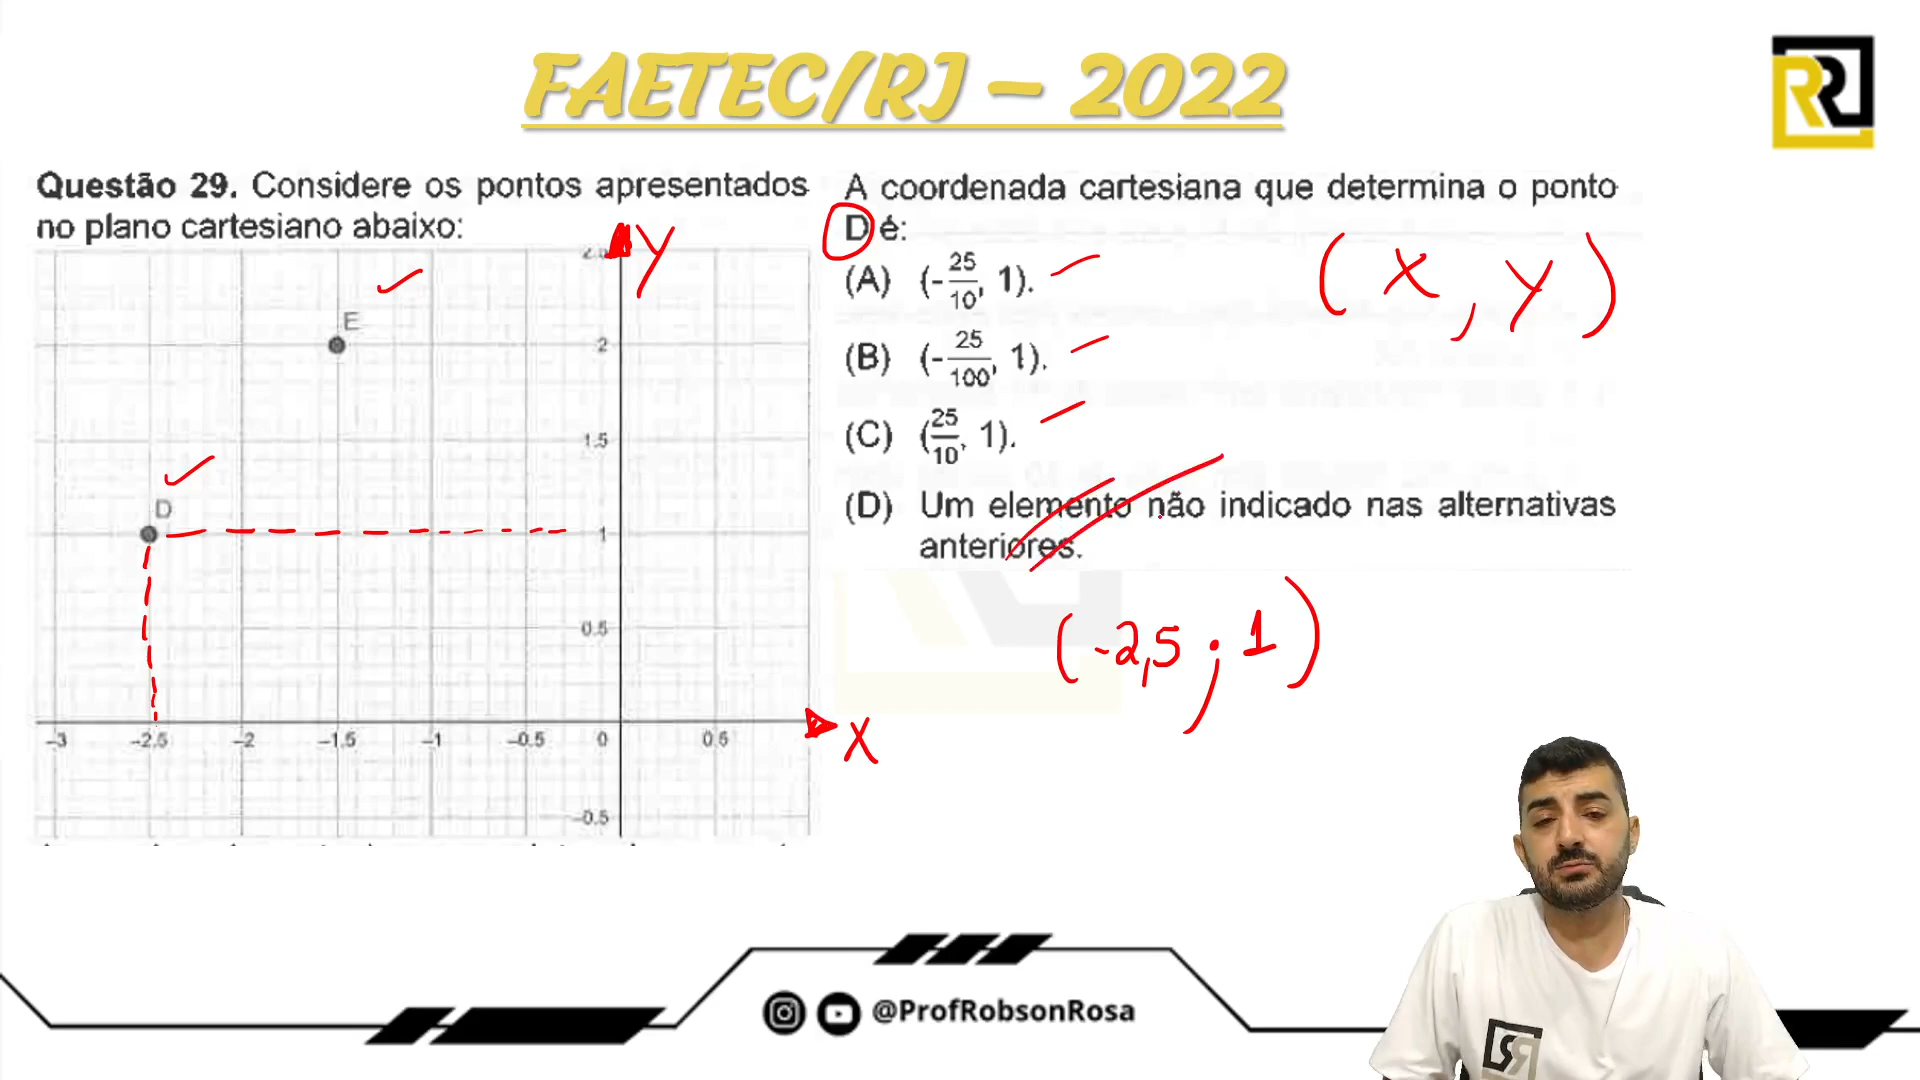 FAETEC/RJ – 2022
Questão 29. Considere os pontos apresentados
no plano cartesiano abaixo:
A coordenada cartesiana que determina o ponto
D é:
(A) (-25/10, 1).
(B) (-25/100, 1).
(C) (25/10, 1).
(D) Um elemento não indicado nas alternativas
anteriores.
(X, Y)
(-2,5 ; 1)
Y
E
2
1.5
D
1
0.5
-3 -2.5 -2 -1.5 -1 -0.5 0 0.5
X
-0.5
@ProfRobsonRosa